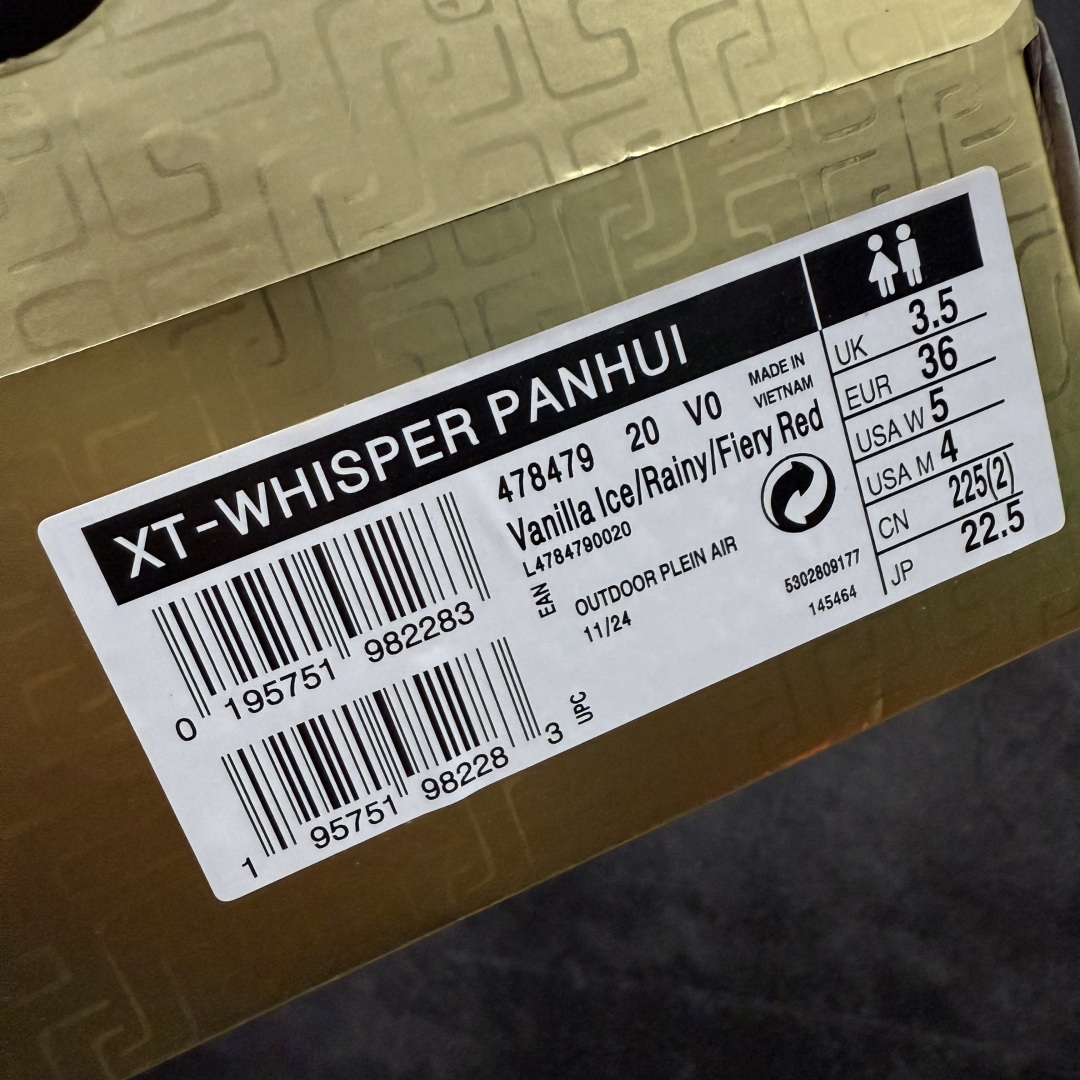 XT-WHISPER PANHUI
478479 20 V0
MADE IN
VIETNAM
Vanilla Ice/Rainy/Fiery Red
L4784790020
EAN
OUTDOOR PLEIN AIR
11/24
5302809177
145464
0 195751 982283
UPC
1 95751 98228 3
UK 3.5
EUR 36
USA W 5
USA M 4
CN 225(2)
JP 22.5